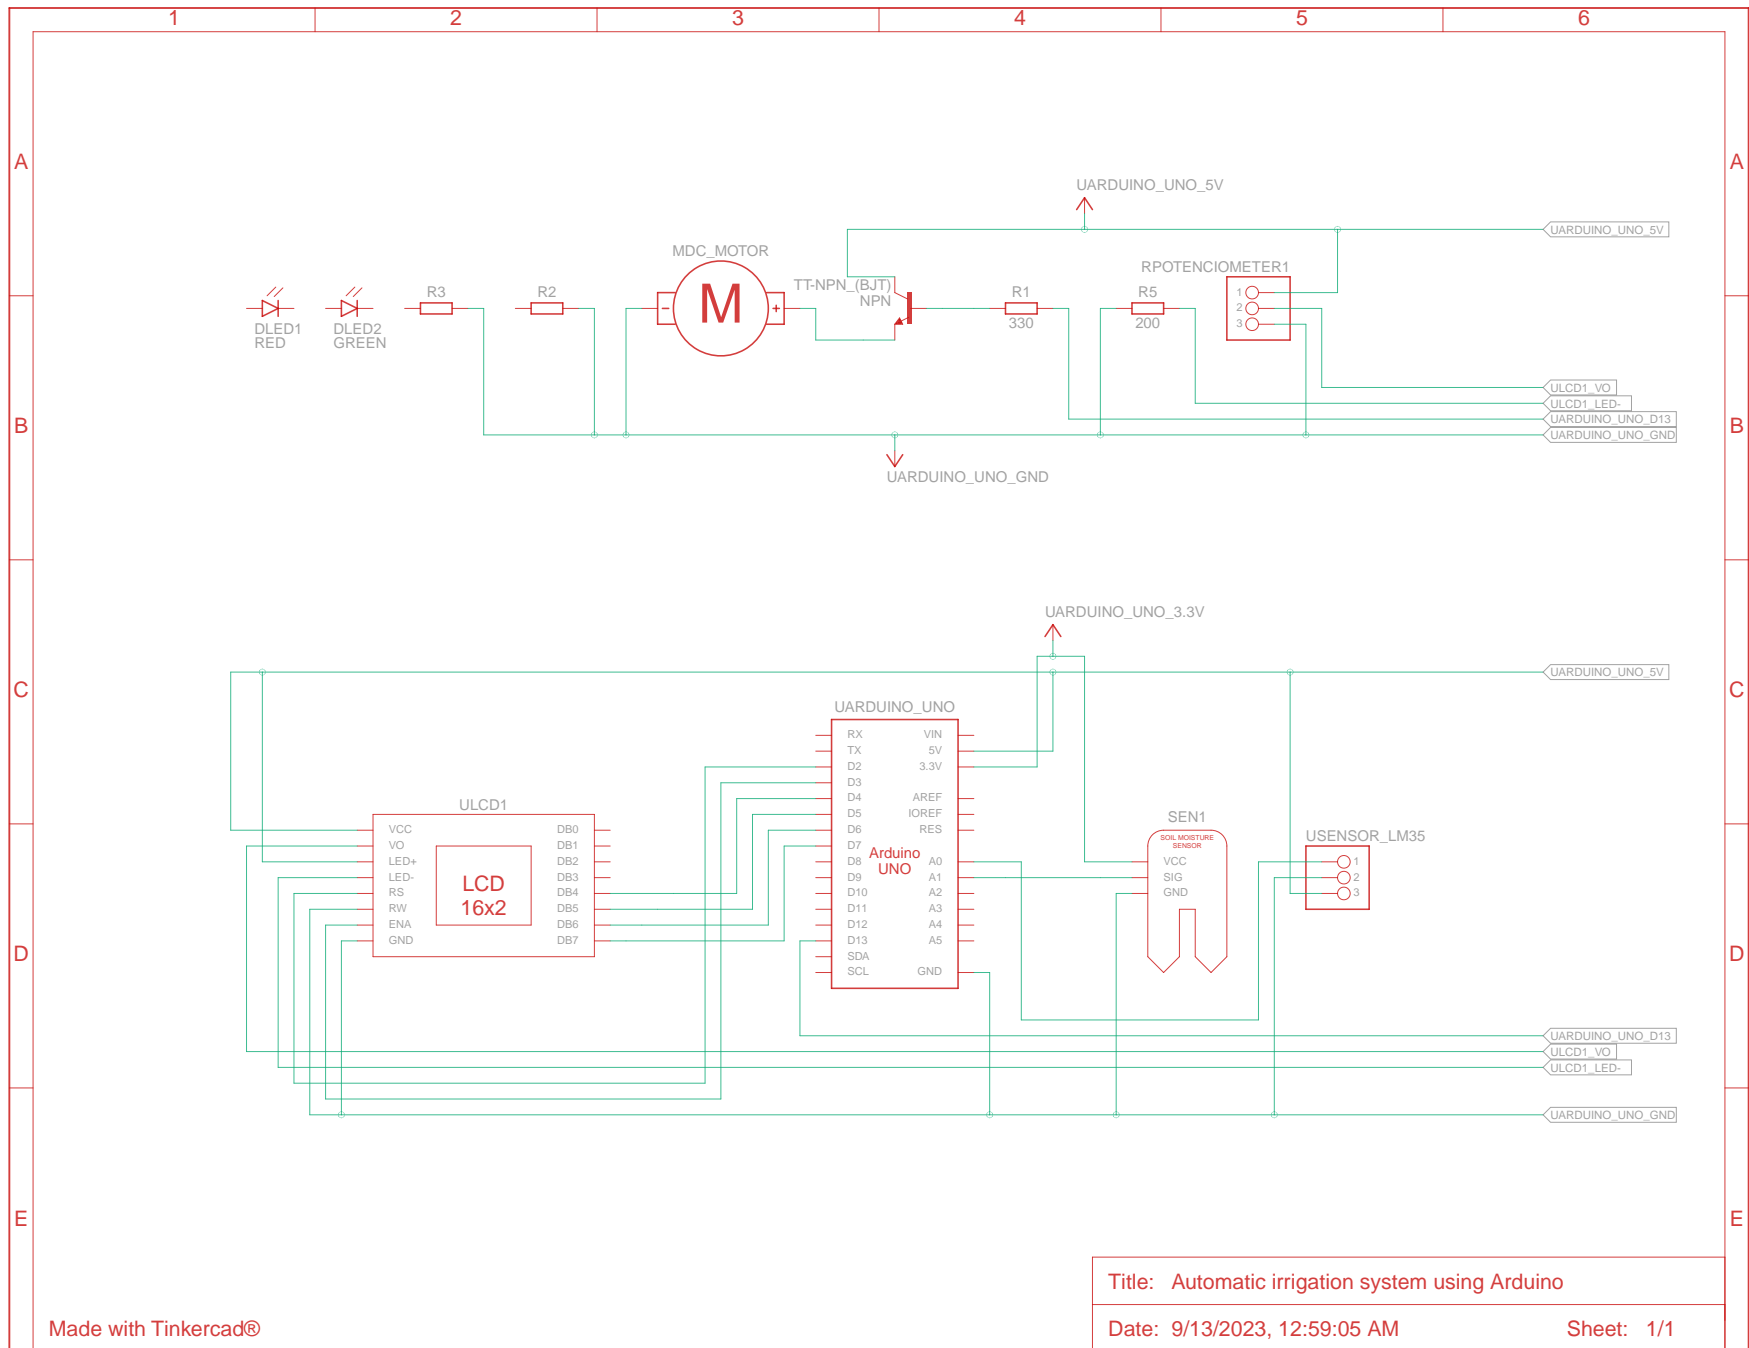 1 2 3 4 5 6
A A
UARDUINO_UNO_5V
UARDUINO_UNO_5V
MDC_MOTOR
RPOTENCIOMETER1
TT-NPN_(BJT)
NPN
R3 R2 R1 R5
M
- +
1
2
3
330 200
DLED1
RED
DLED2
GREEN
ULCD1_VO
ULCD1_LED-
UARDUINO_UNO_D13
UARDUINO_UNO_GND
B B
UARDUINO_UNO_GND
UARDUINO_UNO_3.3V
UARDUINO_UNO_5V
C C
UARDUINO_UNO
RX VIN
TX 5V
D2 3.3V
D3
D4 AREF
D5 IOREF
D6 RES
D7
Arduino
UNO
D8 A0
D9 A1
D10 A2
D11 A3
D12 A4
D13 A5
SDA
SCL GND
ULCD1
VCC DB0
VO DB1
LED+ DB2
LED- DB3
RS DB4
RW DB5
ENA DB6
GND DB7
LCD
16x2
SEN1
SOIL MOISTURE
SENSOR
VCC
SIG
GND
USENSOR_LM35
1
2
3
D D
UARDUINO_UNO_D13
ULCD1_VO
ULCD1_LED-
UARDUINO_UNO_GND
E E
Title: Automatic irrigation system using Arduino
Made with Tinkercad®
Date: 9/13/2023, 12:59:05 AM Sheet: 1/1